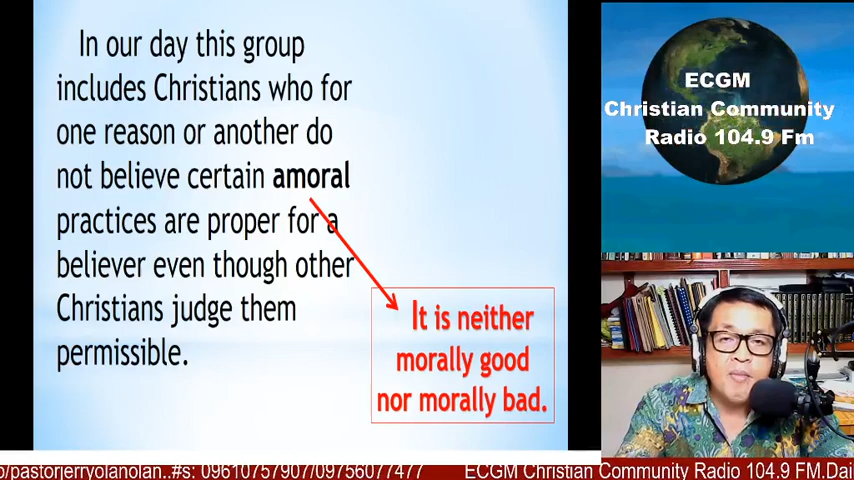 In our day this group
includes Christians who for
one reason or another do
not believe certain amoral
practices are proper for a
believer even though other
Christians judge them
permissible.
It is neither
morally good
nor morally bad.
ECGM
Christian Community
Radio 104.9 Fm
o/pastorjerryolanolan..#s: 09610757907/09756077477 ECGM Christian Community Radio 104.9 FM.Dai